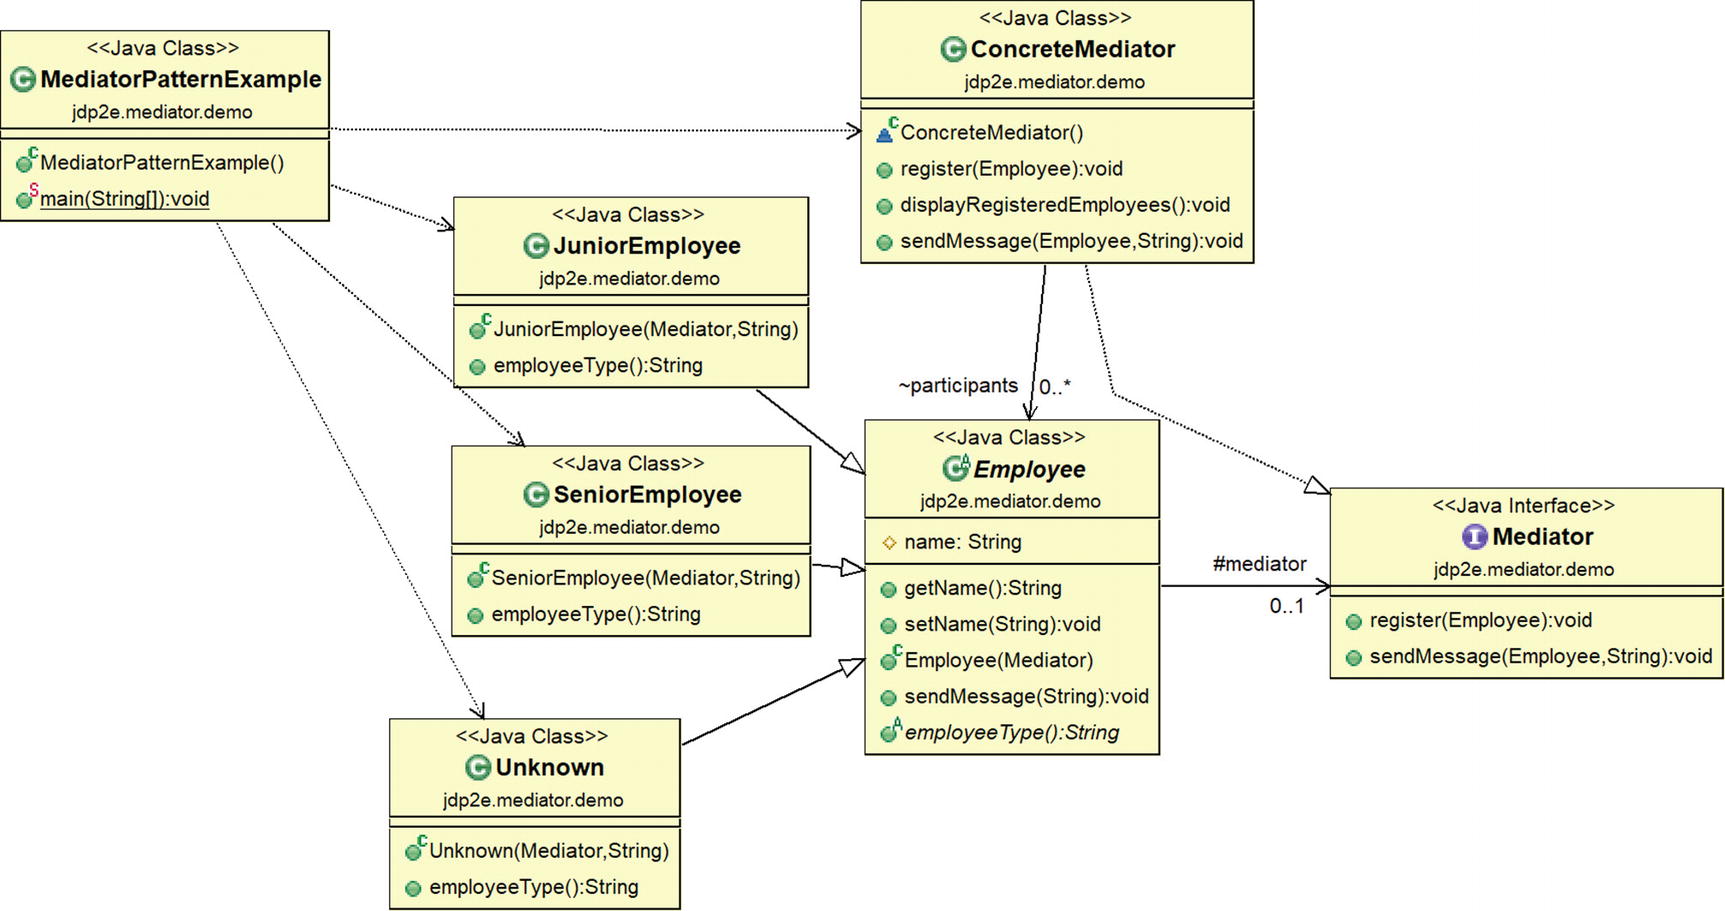 <<Java Class>>
MediatorPatternExample
jdp2e.mediator.demo
MediatorPatternExample()
main(String[]):void
<<Java Class>>
ConcreteMediator
jdp2e.mediator.demo
ConcreteMediator()
register(Employee):void
displayRegisteredEmployees():void
sendMessage(Employee,String):void
<<Java Class>>
JuniorEmployee
jdp2e.mediator.demo
JuniorEmployee(Mediator,String)
employeeType():String
~participants 0..*
<<Java Class>>
SeniorEmployee
jdp2e.mediator.demo
SeniorEmployee(Mediator,String)
employeeType():String
<<Java Class>>
Employee
jdp2e.mediator.demo
name: String
getName():String
setName(String):void
Employee(Mediator)
sendMessage(String):void
employeeType():String
#mediator
0..1
<<Java Interface>>
Mediator
jdp2e.mediator.demo
register(Employee):void
sendMessage(Employee,String):void
<<Java Class>>
Unknown
jdp2e.mediator.demo
Unknown(Mediator,String)
employeeType():String